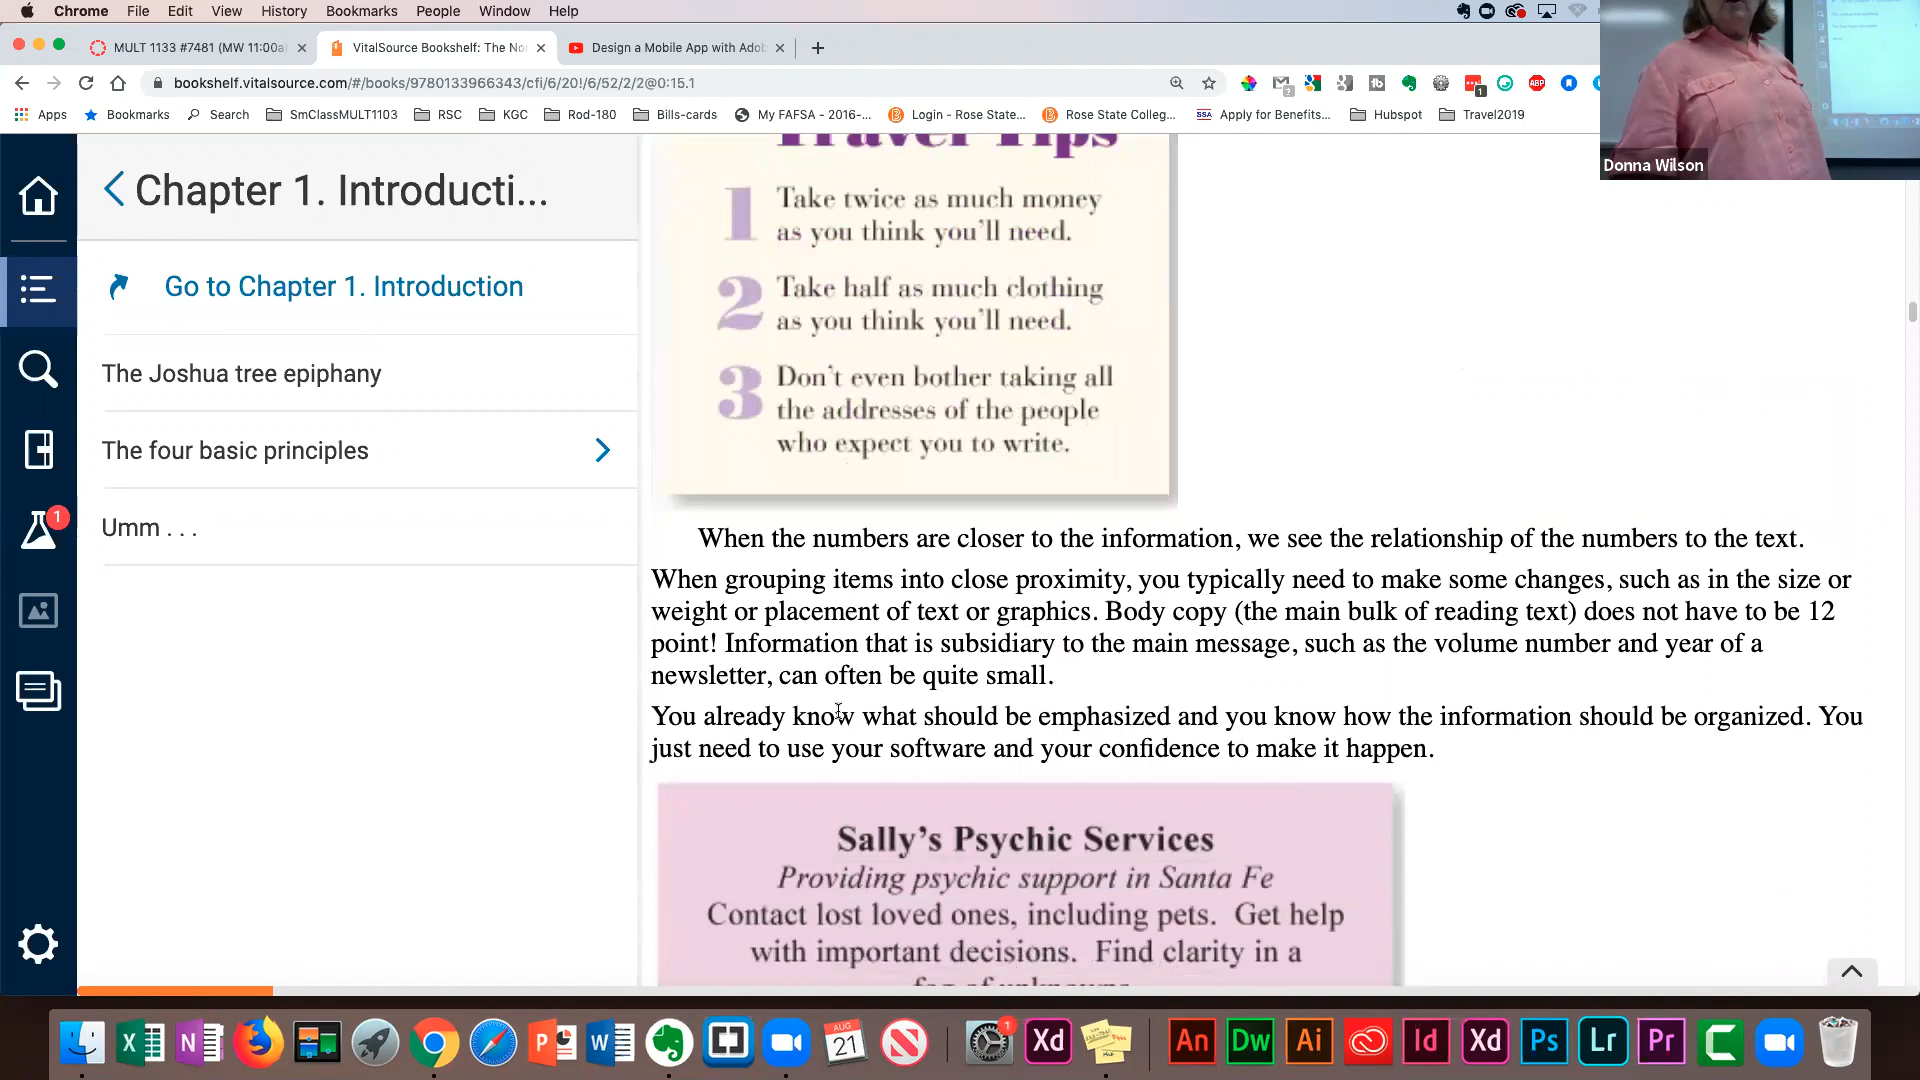 Chrome File Edit View History Bookmarks People Window Help
MULT 1133 #7481 (MW 11:00a
VitalSource Bookshelf: The No
Design a Mobile App with Adob
bookshelf.vitalsource.com/#/books/9780133966343/cfi/6/20!/6/52/2/2@0:15.1
Apps Bookmarks Search SmClassMULT1103 RSC KGC Rod-180 Bills-cards My FAFSA - 2016-... Login - Rose State... Rose State Colleg... Apply for Benefits... Hubspot Travel2019
Donna Wilson
Chapter 1. Introducti...
Go to Chapter 1. Introduction
The Joshua tree epiphany
The four basic principles
Umm . . .
1
Travel Tips
1 Take twice as much money
as you think you'll need.
2 Take half as much clothing
as you think you'll need.
3 Don't even bother taking all
the addresses of the people
who expect you to write.
When the numbers are closer to the information, we see the relationship of the numbers to the text.
When grouping items into close proximity, you typically need to make some changes, such as in the size or
weight or placement of text or graphics. Body copy (the main bulk of reading text) does not have to be 12
point! Information that is subsidiary to the main message, such as the volume number and year of a
newsletter, can often be quite small.
You already know what should be emphasized and you know how the information should be organized. You
just need to use your software and your confidence to make it happen.
Sally's Psychic Services
Providing psychic support in Santa Fe
Contact lost loved ones, including pets. Get help
with important decisions. Find clarity in a
fog of unknowns.
AUG
21
1
Xd An Dw Ai Id Xd Ps Lr Pr